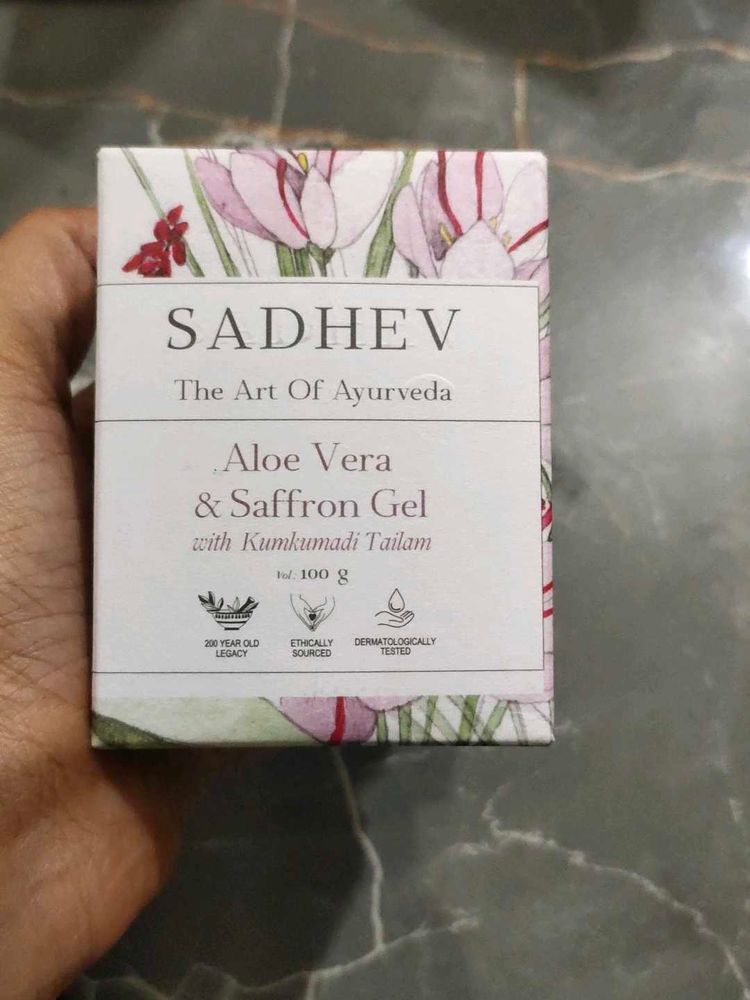 SADHEV
The Art Of Ayurveda
Aloe Vera
& Saffron Gel
with Kumkumadi Tailam
Vol: 100 g
200 YEAR OLD
LEGACY
ETHICALLY
SOURCED
DERMATOLOGICALLY
TESTED